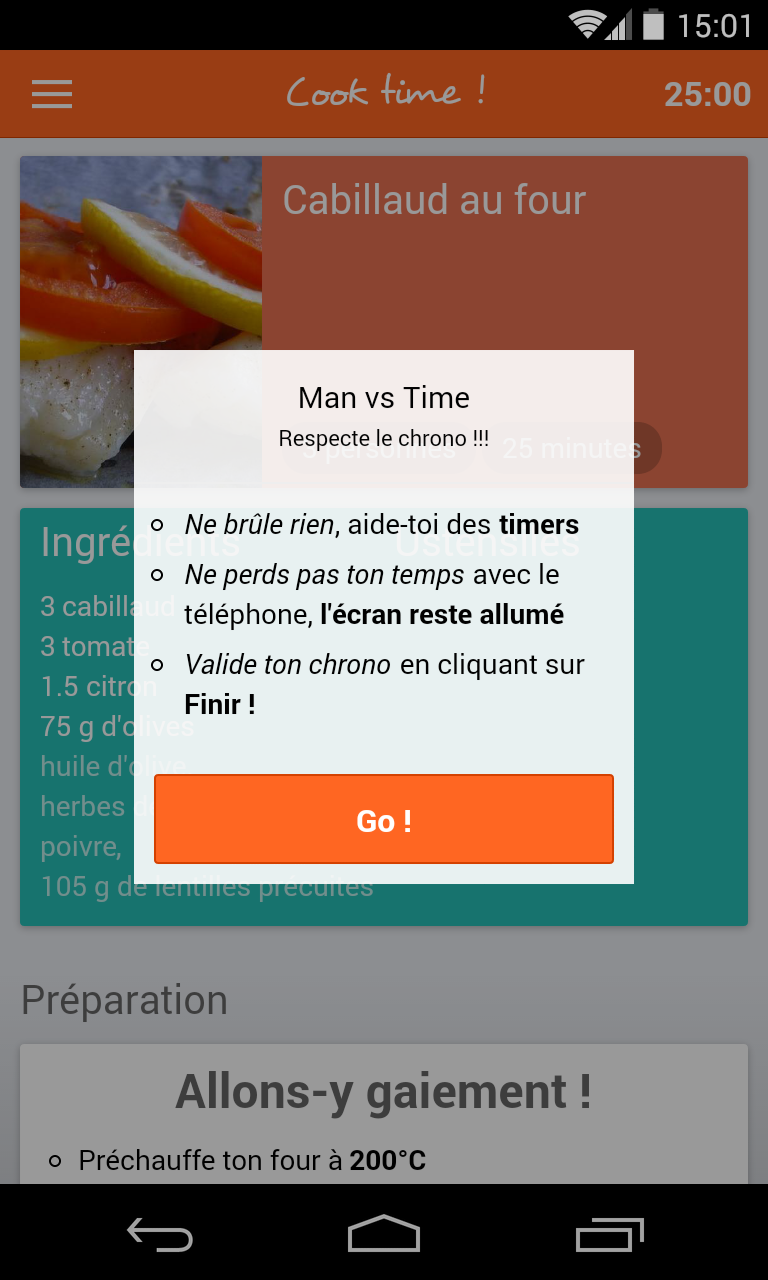 15:01
Cook time !
25:00
Cabillaud au four
3 personnes
25 minutes
Man vs Time
Respecte le chrono !!!
Ne brûle rien, aide-toi des timers
Ne perds pas ton temps avec le
téléphone, l'écran reste allumé
Valide ton chrono en cliquant sur
Finir !
Go !
Ingrédients
Ustensiles
3 cabillaud
3 tomate
1.5 citron
75 g d'olives
huile d'olive
herbes
poivre,
105 g de lentilles précuites
Préparation
Allons-y gaiement !
Préchauffe ton four à 200°C